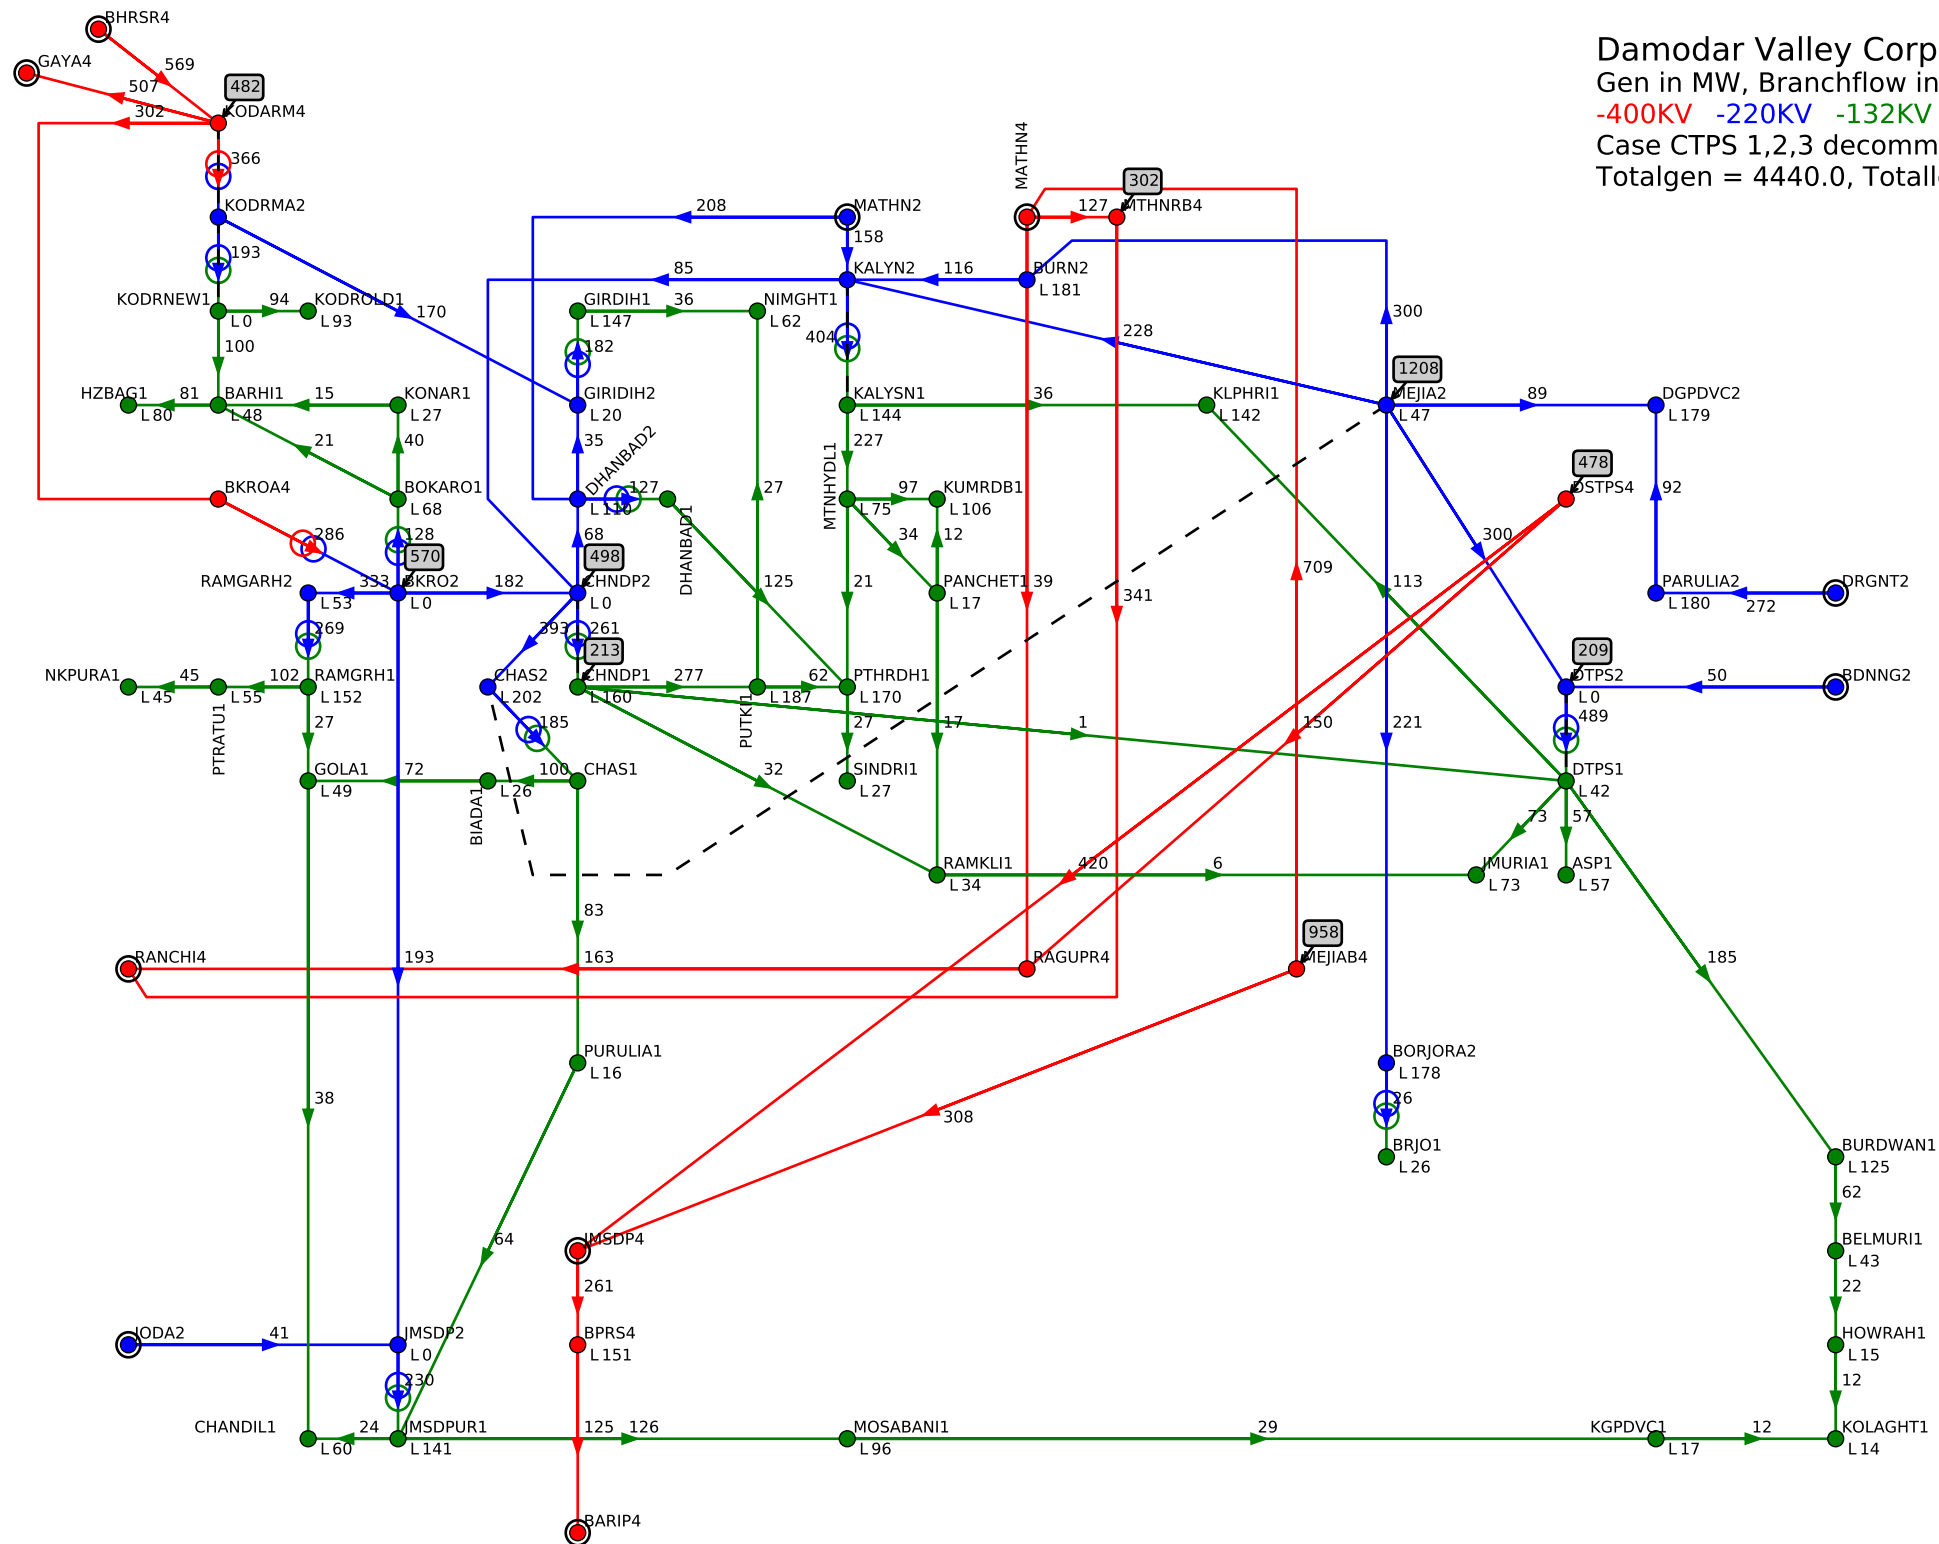 BHRSR4
GAYA4
569
507
482
302
KODARM4
366
KODRMA2
193
170
KODRNEW1
L 0
94
KODROLD1
L 93
100
HZBAG1
L 80
81
BARHI1
L 48
15
KONAR1
L 27
21
40
BKROA4
BOKARO1
L 68
286
128
570
RAMGARH2
L 53
333
BKRO2
L 0
182
269
NKPURA1
L 45
45
PTRATU1
L 55
102
RAMGRH1
L 152
27
GOLA1
L 49
72
BIADA1
L 26
100
CHAS1
38
193
83
208
MATHN2
158
85
KALYN2
116
BURN2
L 181
GIRDIH1
L 147
36
NIMGHT1
L 62
182
404
228
GIRIDIH2
L 20
35
DHANBAD2
L 110
127
DHANBAD1
68
498
CHNDP2
L 0
393
261
213
CHAS2
L 202
185
CHNDP1
L 160
277
27
125
PUTKI1
L 187
62
PTHRDH1
L 170
KALYSN1
L 144
36
KLPHRI1
L 142
227
MTNHYDL1
L 75
97
KUMRDB1
L 106
34
12
21
PANCHET1
L 17
27
17
SINDRI1
L 27
1
32
RAMKLI1
L 34
6
MATHN4
127
302
MTHNRB4
39
341
709
300
1208
MEJIA2
L 47
89
DGPDVC2
L 179
92
PARULIA2
L 180
272
DRGNT2
300
478
DSTPS4
113
209
DTPS2
L 0
50
BDNNG2
489
221
150
420
DTPS1
L 42
73
57
JMURIA1
L 73
ASP1
L 57
185
958
MEJIAB4
RANCHI4
163
RAGUPR4
308
PURULIA1
L 16
64
BORJORA2
L 178
26
BRJO1
L 26
BURDWAN1
L 125
62
BELMURI1
L 43
22
HOWRAH1
L 15
12
KOLAGHT1
L 14
JMSDP4
261
BPRS4
L 151
125
BARIP4
JODA2
41
JMSDP2
L 0
230
CHANDIL1
L 60
24
JMSDPUR1
L 141
126
MOSABANI1
L 96
29
KGPDVC1
L 17
12
Damodar Valley Corp
Gen in MW, Branchflow in
-400KV -220KV -132KV
Case CTPS 1,2,3 decomm
Totalgen = 4440.0, Totall